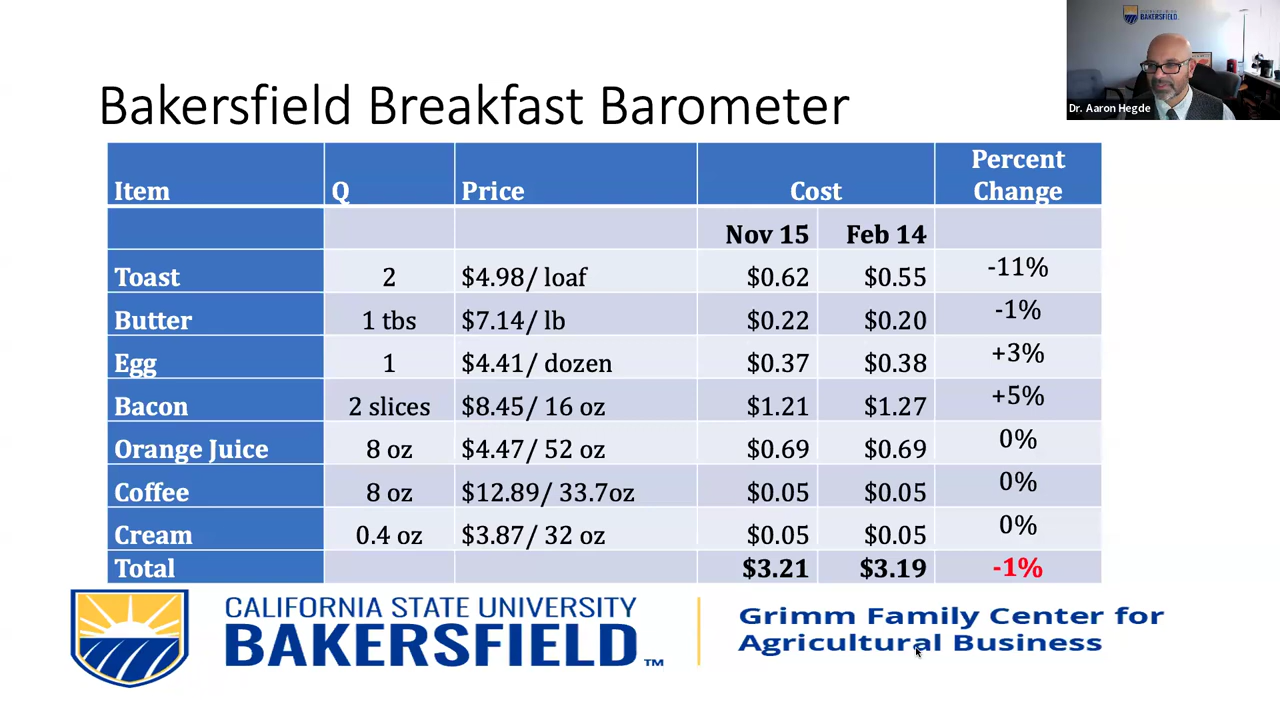 BAKERSFIELD
Dr. Aaron Hegde
Bakersfield Breakfast Barometer
Item Q Price Cost Percent Change
Nov 15 Feb 14
Toast 2 $4.98/ loaf $0.62 $0.55 -11%
Butter 1 tbs $7.14/ lb $0.22 $0.20 -1%
Egg 1 $4.41/ dozen $0.37 $0.38 +3%
Bacon 2 slices $8.45/ 16 oz $1.21 $1.27 +5%
Orange Juice 8 oz $4.47/ 52 oz $0.69 $0.69 0%
Coffee 8 oz $12.89/ 33.7oz $0.05 $0.05 0%
Cream 0.4 oz $3.87/ 32 oz $0.05 $0.05 0%
Total $3.21 $3.19 -1%
CALIFORNIA STATE UNIVERSITY
BAKERSFIELD™
Grimm Family Center for
Agricultural Business